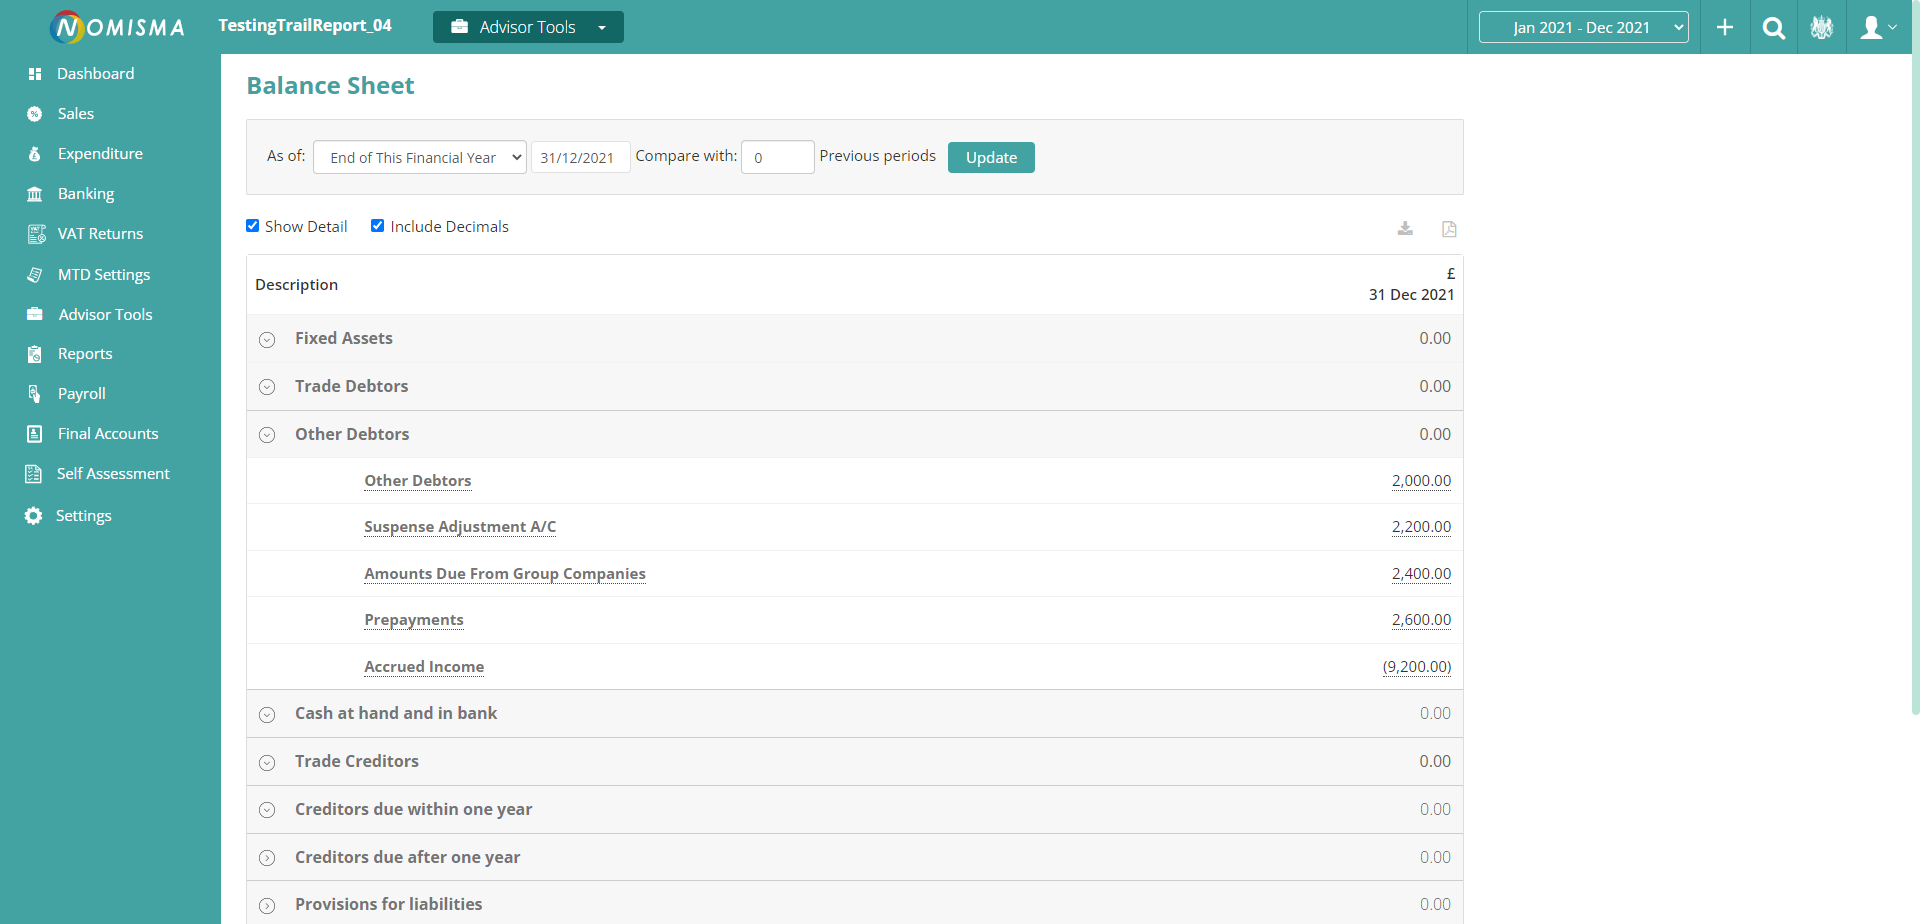 NOMISMA
TestingTrailReport_04
Advisor Tools
Jan 2021 - Dec 2021
Dashboard
Sales
Expenditure
Banking
VAT Returns
MTD Settings
Advisor Tools
Reports
Payroll
Final Accounts
Self Assessment
Settings
Balance Sheet
As of: End of This Financial Year 31/12/2021 Compare with: 0 Previous periods Update
Show Detail Include Decimals
£
Description 31 Dec 2021
Fixed Assets 0.00
Trade Debtors 0.00
Other Debtors 0.00
Other Debtors 2,000.00
Suspense Adjustment A/C 2,200.00
Amounts Due From Group Companies 2,400.00
Prepayments 2,600.00
Accrued Income (9,200.00)
Cash at hand and in bank 0.00
Trade Creditors 0.00
Creditors due within one year 0.00
Creditors due after one year 0.00
Provisions for liabilities 0.00